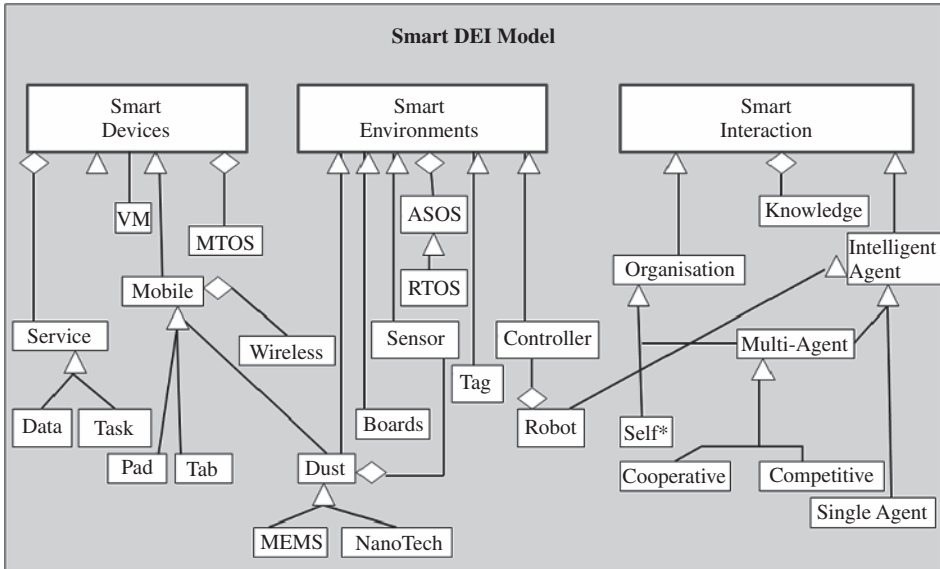 Smart DEI Model
Smart
Devices
Smart
Environments
Smart
Interaction
VM
MTOS
ASOS
Knowledge
Intelligent
Agent
Organisation
Mobile
RTOS
Service
Wireless
Sensor
Controller
Multi-Agent
Tag
Data
Task
Boards
Robot
Self*
Pad
Tab
Dust
Cooperative
Competitive
Single Agent
MEMS
NanoTech